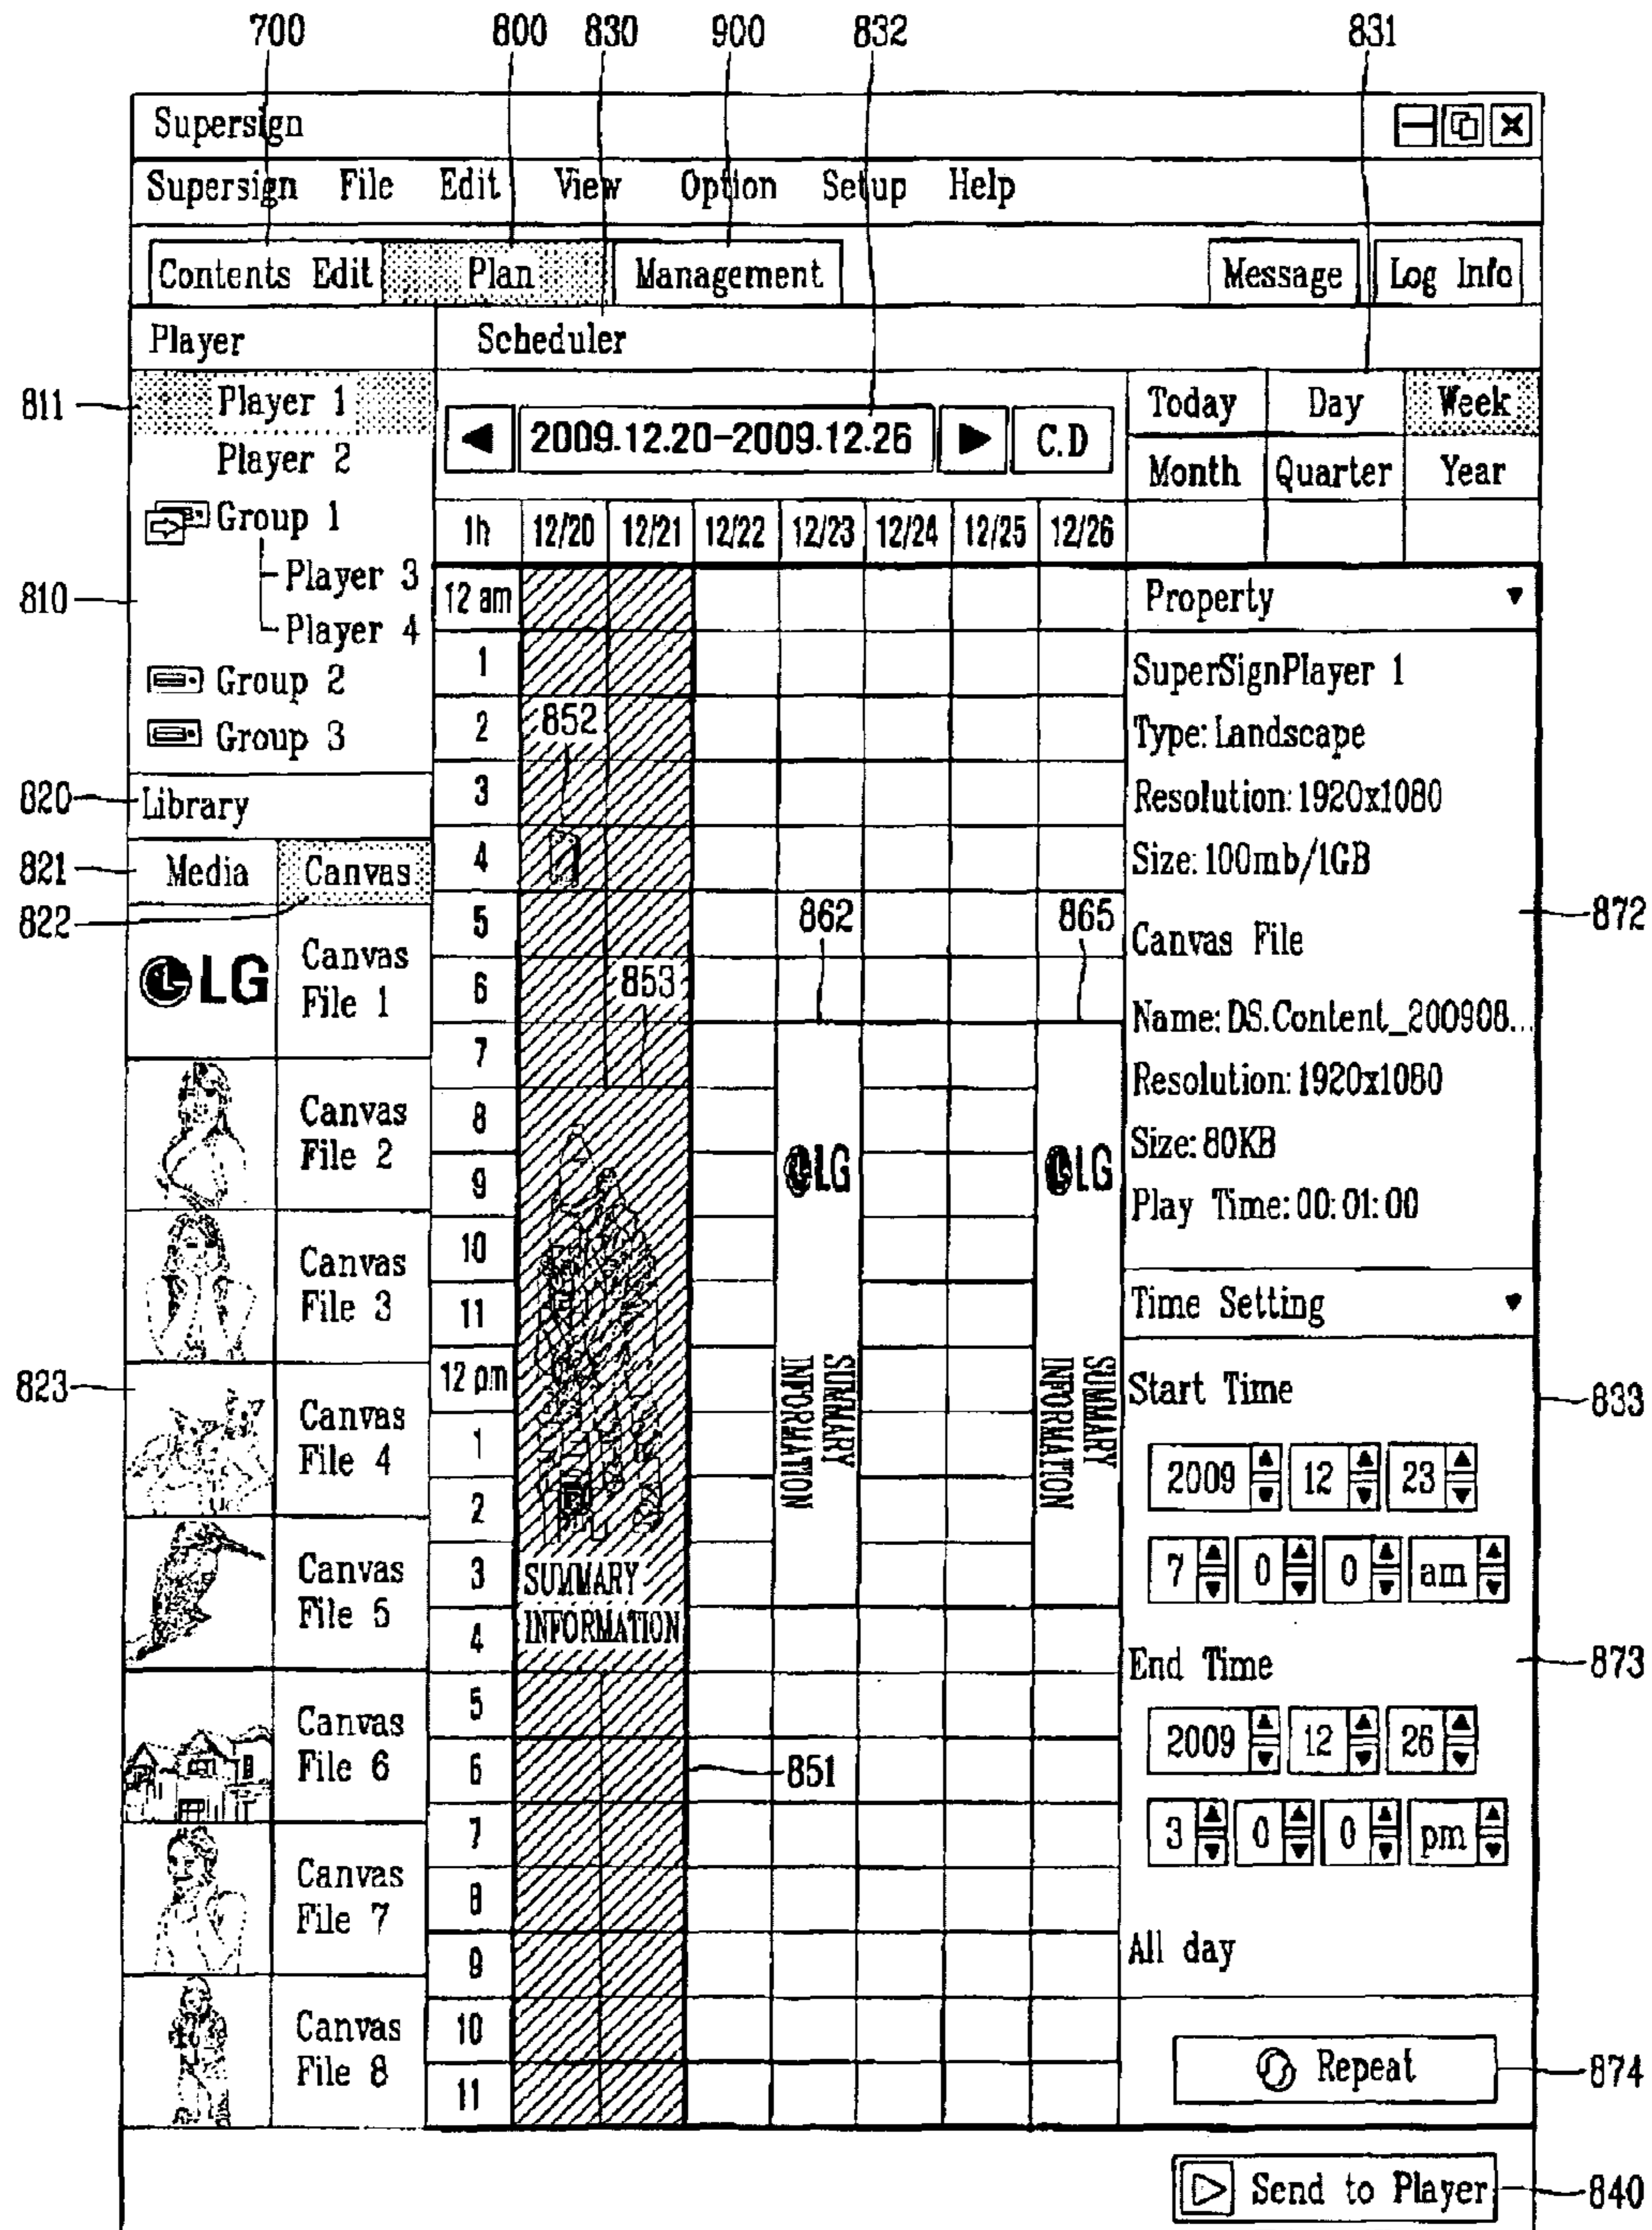 700 800 830 900 832 831
Supersign
Supersign File Edit View Option Setup Help
Contents Edit Plan Management Message Log Info
Player Scheduler
811 Player 1
Player 2
Group 1
810 Player 3
Player 4
Group 2
Group 3
820 Library
821 Media Canvas
822
LG Canvas
File 1
Canvas
File 2
Canvas
File 3
823 Canvas
File 4
Canvas
File 5
Canvas
File 6
Canvas
File 7
Canvas
File 8
2009.12.20-2009.12.26 C.D
Today Day Week
Month Quarter Year
1h 12/20 12/21 12/22 12/23 12/24 12/25 12/26
12 am
1
2 852
3
4
5 862 865
6 853
7
8
9 LG LG
10
11
12 pm
1
2
3
4
5
6 851
7
8
9
10
11
SUMMARY
INFORMATION
SUMMARY
INFORMATION
SUMMARY
INFORMATION
Property
SuperSignPlayer 1
Type: Landscape
Resolution: 1920x1080
Size: 100mb/1GB
872
Canvas File
Name: DS.Content_200908...
Resolution: 1920x1080
Size: 80KB
Play Time: 00:01:00
Time Setting
Start Time 833
2009 12 23
7 0 0 am
End Time 873
2009 12 26
3 0 0 pm
All day
Repeat 874
Send to Player 840